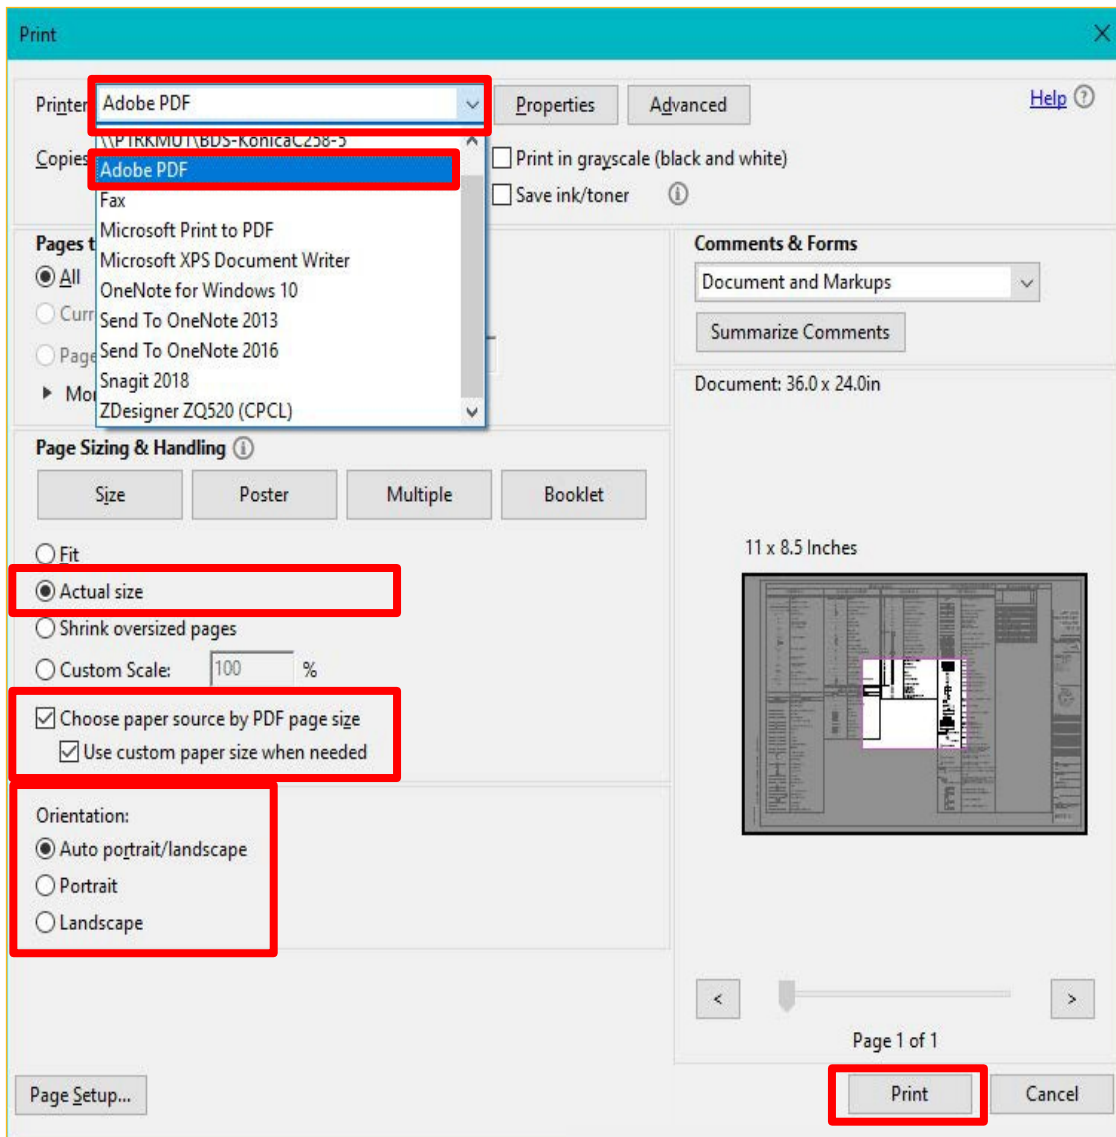 Print
Printer Adobe PDF Properties Advanced Help
\\PTRKMUT\BDS-KonicaC258-5
Copies Print in grayscale (black and white)
Adobe PDF
Save ink/toner
Fax
Microsoft Print to PDF
Microsoft XPS Document Writer
OneNote for Windows 10
Send To OneNote 2013
Send To OneNote 2016
Snagit 2018
ZDesigner ZQ520 (CPCL)
Pages t
All
Curr
Page
Mor
Comments & Forms
Document and Markups
Summarize Comments
Page Sizing & Handling
Size Poster Multiple Booklet
Fit
Actual size
Shrink oversized pages
Custom Scale: 100 %
Choose paper source by PDF page size
Use custom paper size when needed
Orientation:
Auto portrait/landscape
Portrait
Landscape
Document: 36.0 x 24.0in
11 x 8.5 Inches
< >
Page 1 of 1
Page Setup... Print Cancel